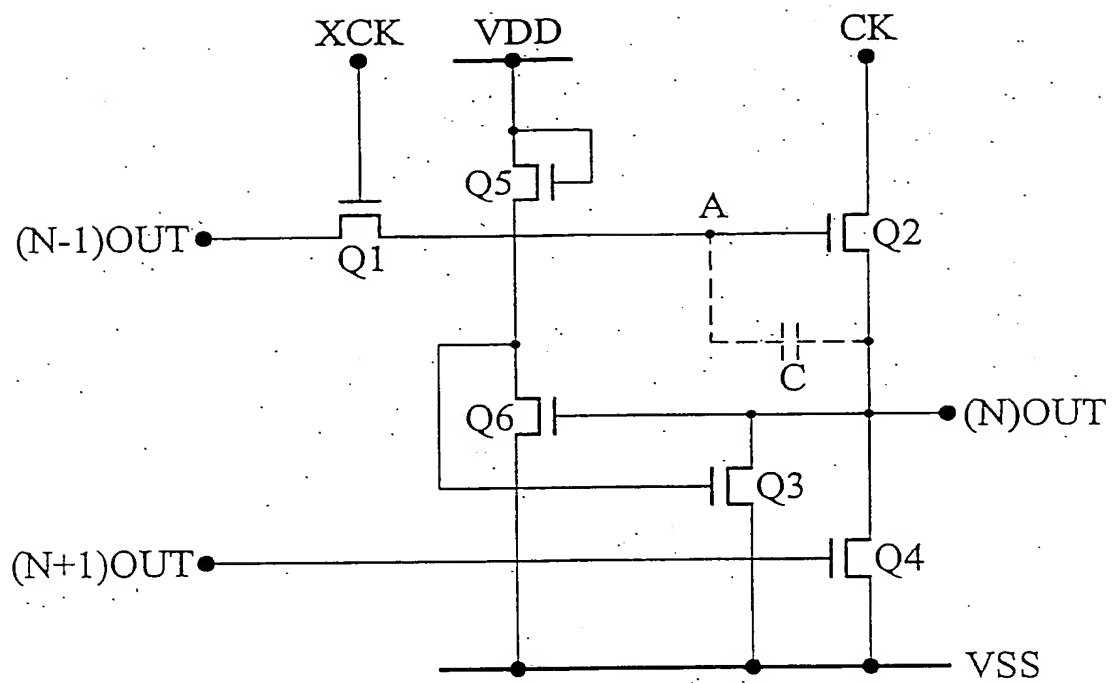 XCK
VDD
CK
Q5
A
(N-1)OUT
Q1
Q2
C
Q6
(N)OUT
Q3
(N+1)OUT
Q4
VSS